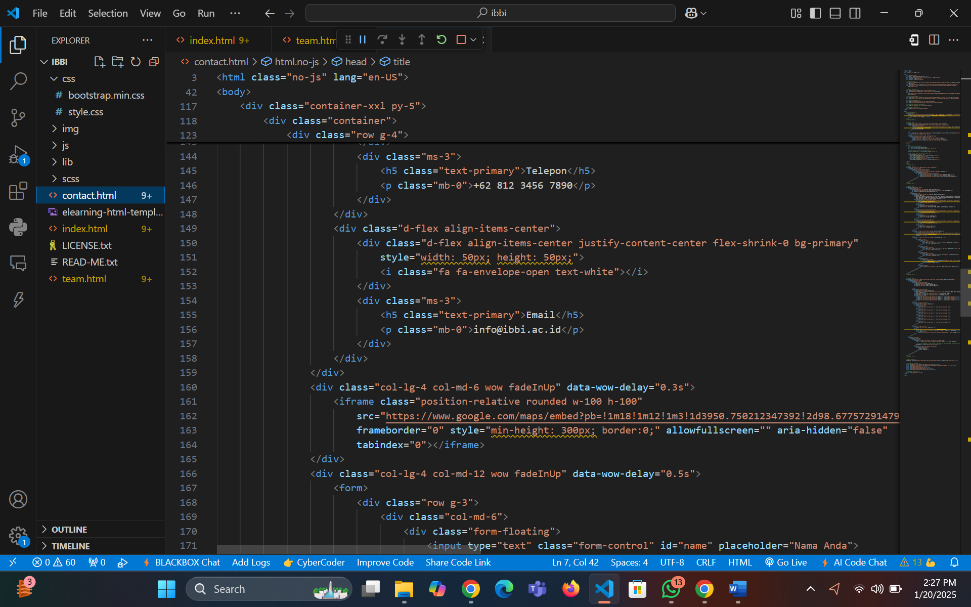 File Edit Selection View Go Run ··· ibbi
EXPLORER ···
IBBI
css
# bootstrap.min.css
# style.css
img
js
lib
scss
<> contact.html 9+
elearning-html-templ...
<> index.html 9+
LICENSE.txt
READ-ME.txt
<> team.html 9+
OUTLINE
TIMELINE
<> index.html 9+ <> team.htm
<> contact.html > html.no-js > head > title
3 <html class="no-js" lang="en-US">
42 <body>
117 <div class="container-xxl py-5">
118 <div class="container">
123 <div class="row g-4">
144 <div class="ms-3">
145 <h5 class="text-primary">Telepon</h5>
146 <p class="mb-0">+62 812 3456 7890</p>
147 </div>
148 </div>
149 <div class="d-flex align-items-center">
150 <div class="d-flex align-items-center justify-content-center flex-shrink-0 bg-primary"
151 style="width: 50px; height: 50px;">
152 <i class="fa fa-envelope-open text-white"></i>
153 </div>
154 <div class="ms-3">
155 <h5 class="text-primary">Email</h5>
156 <p class="mb-0">info@ibbi.ac.id</p>
157 </div>
158 </div>
159 </div>
160 <div class="col-lg-4 col-md-6 wow fadeInUp" data-wow-delay="0.3s">
161 <iframe class="position-relative rounded w-100 h-100"
162 src="https://www.google.com/maps/embed?pb=!1m18!1m12!1m3!1d3950.750212347392!2d98.67757291479
163 frameborder="0" style="min-height: 300px; border:0;" allowfullscreen="" aria-hidden="false"
164 tabindex="0"></iframe>
165 </div>
166 <div class="col-lg-4 col-md-12 wow fadeInUp" data-wow-delay="0.5s">
167 <form>
168 <div class="row g-3">
169 <div class="col-md-6">
170 <div class="form-floating">
171 <input type="text" class="form-control" id="name" placeholder="Nama Anda">
0 60 0 BLACKBOX Chat Add Logs CyberCoder Improve Code Share Code Link Ln 7, Col 42 Spaces: 4 UTF-8 CRLF HTML Go Live AI Code Chat 13
3 Search 13 2:27 PM
1/20/2025